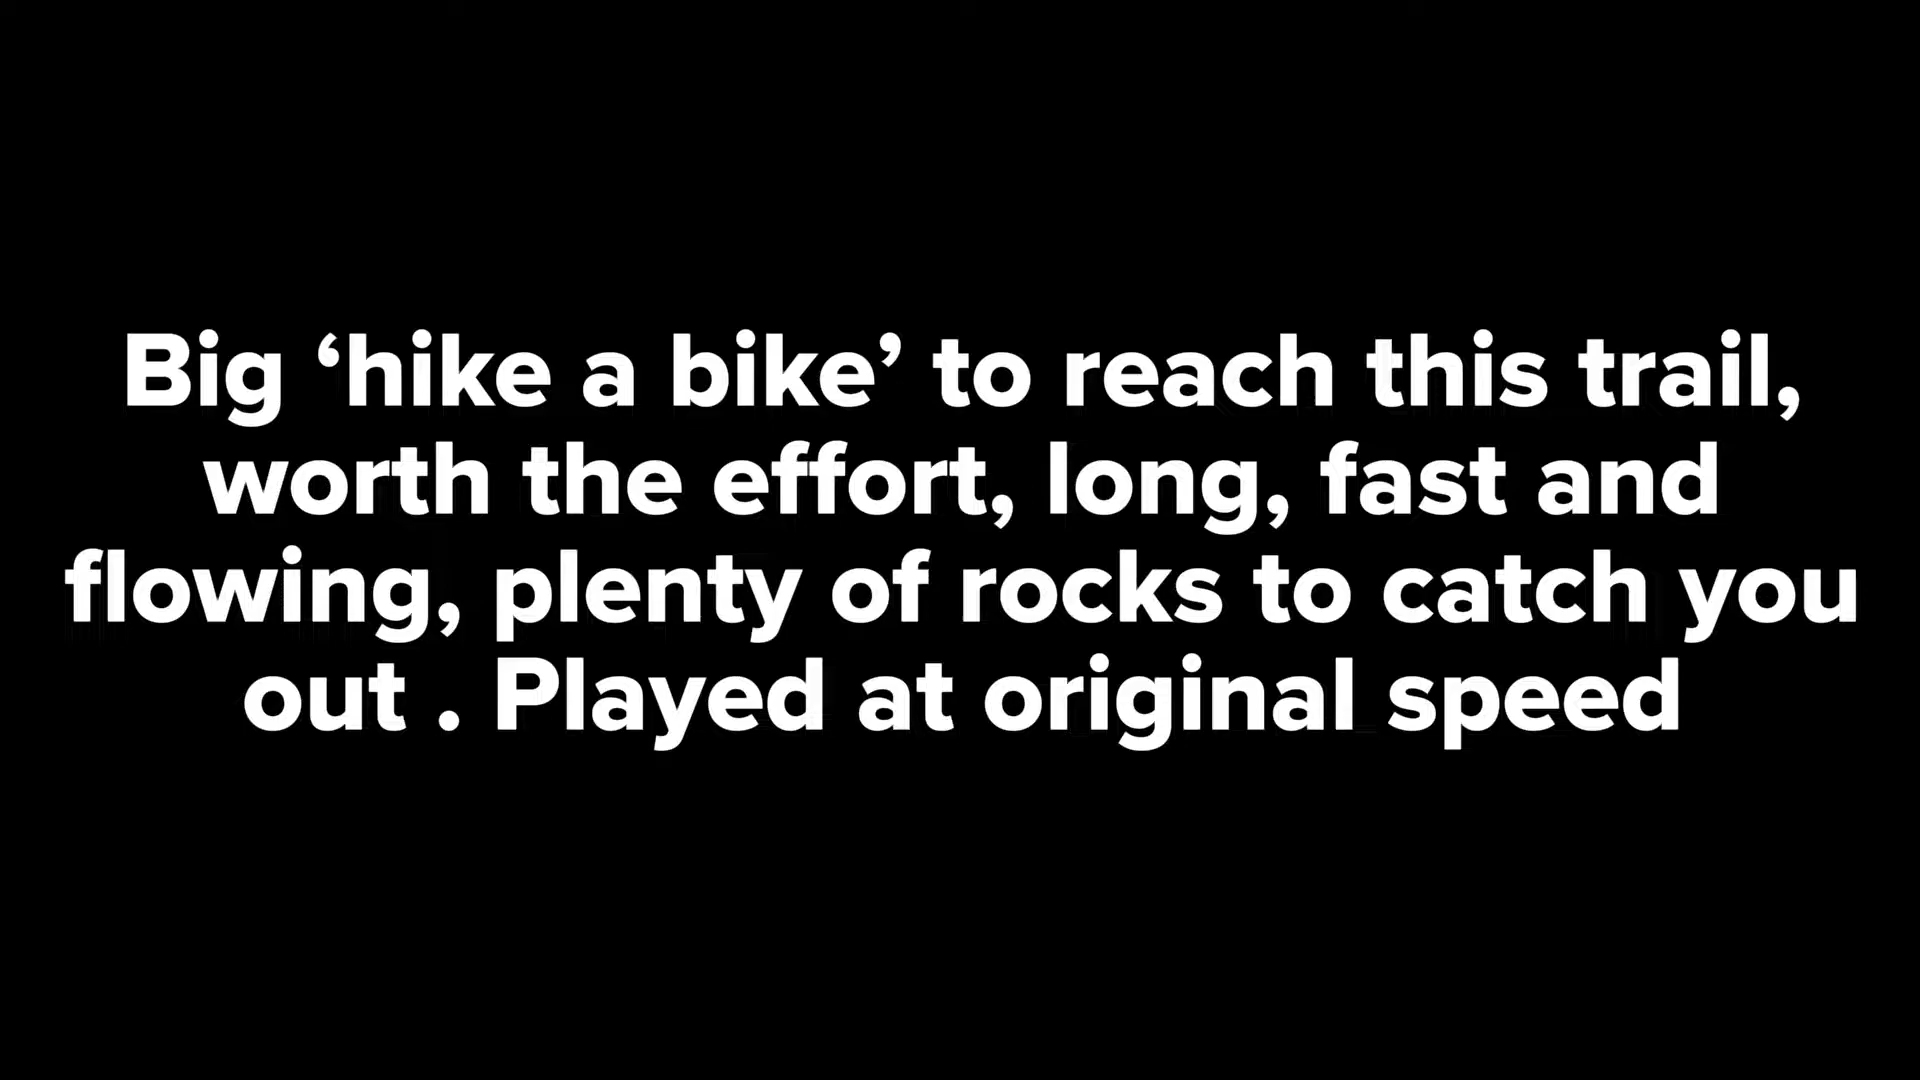 Big ‘hike a bike’ to reach this trail,
worth the effort, long, fast and
flowing, plenty of rocks to catch you
out . Played at original speed